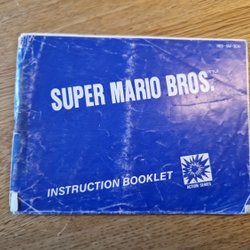 SUPER MARIO BROS.
INSTRUCTION BOOKLET
ACTION SERIES